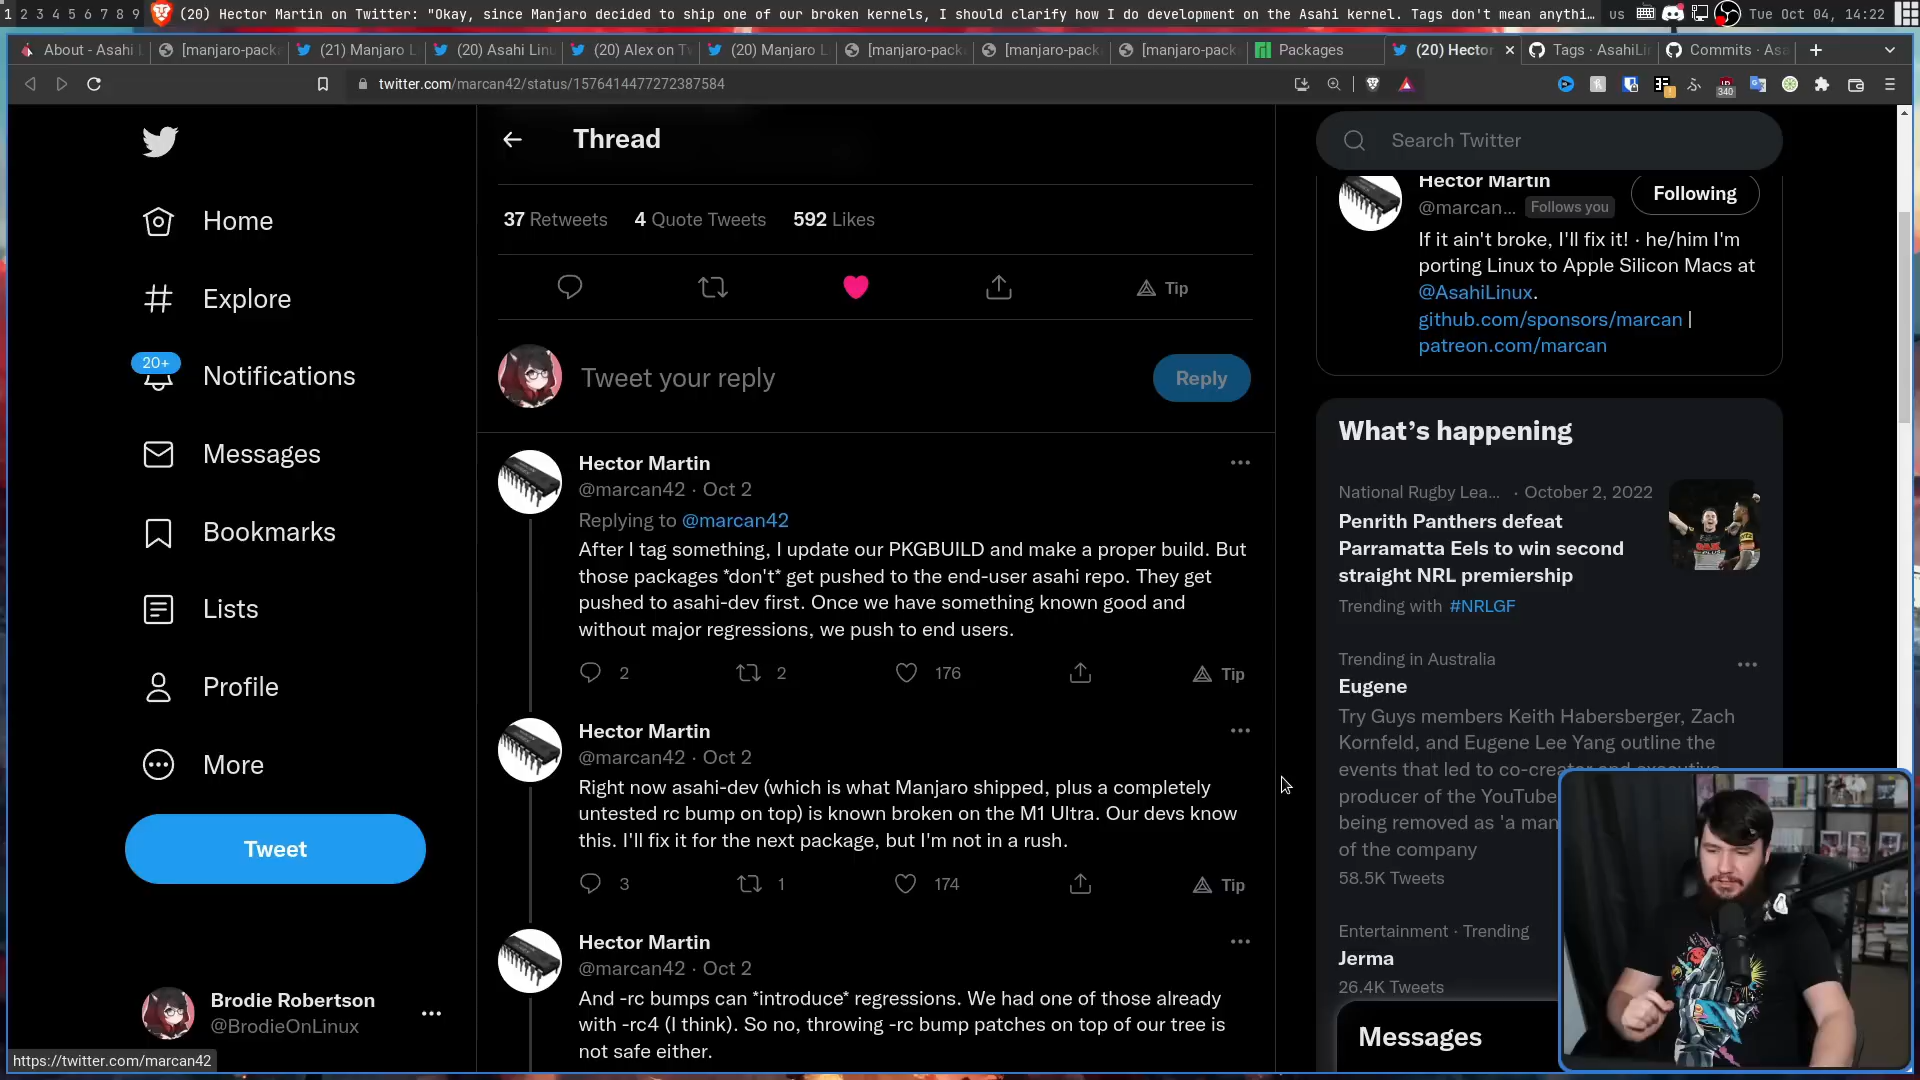 1 2 3 4 5 6 7 8 9 (20) Hector Martin on Twitter: "Okay, since Manjaro decided to ship one of our broken kernels, I should clarify how I do development on the Asahi kernel. Tags don't mean anythi… us Tue Oct 04, 14:22
About - Asahi L [manjaro-pack (21) Manjaro L (20) Asahi Linu (20) Alex on Tw (20) Manjaro L [manjaro-pack [manjaro-pack [manjaro-pack Packages (20) Hector Tags · AsahiLin Commits · Asa
twitter.com/marcan42/status/1576414477272387584
340
Thread
Search Twitter
Home
Explore
20+
Notifications
Messages
Bookmarks
Lists
Profile
More
Tweet
Brodie Robertson
@BrodieOnLinux
https://twitter.com/marcan42
37 Retweets 4 Quote Tweets 592 Likes
Tip
Tweet your reply
Reply
Hector Martin
@marcan42 · Oct 2
Replying to @marcan42
After I tag something, I update our PKGBUILD and make a proper build. But
those packages *don't* get pushed to the end-user asahi repo. They get
pushed to asahi-dev first. Once we have something known good and
without major regressions, we push to end users.
2 2 176 Tip
Hector Martin
@marcan42 · Oct 2
Right now asahi-dev (which is what Manjaro shipped, plus a completely
untested rc bump on top) is known broken on the M1 Ultra. Our devs know
this. I'll fix it for the next package, but I'm not in a rush.
3 1 174 Tip
Hector Martin
@marcan42 · Oct 2
And -rc bumps can *introduce* regressions. We had one of those already
with -rc4 (I think). So no, throwing -rc bump patches on top of our tree is
not safe either.
Hector Martin
@marcan... Follows you
Following
If it ain't broke, I'll fix it! · he/him I'm
porting Linux to Apple Silicon Macs at
@AsahiLinux.
github.com/sponsors/marcan |
patreon.com/marcan
What's happening
National Rugby Lea... · October 2, 2022
Penrith Panthers defeat
Parramatta Eels to win second
straight NRL premiership
Trending with #NRLGF
Trending in Australia
Eugene
Try Guys members Keith Habersberger, Zach
Kornfeld, and Eugene Lee Yang outline the
events that led to co-creator and executive
producer of the YouTube
being removed as 'a man
of the company
58.5K Tweets
Entertainment · Trending
Jerma
26.4K Tweets
Messages